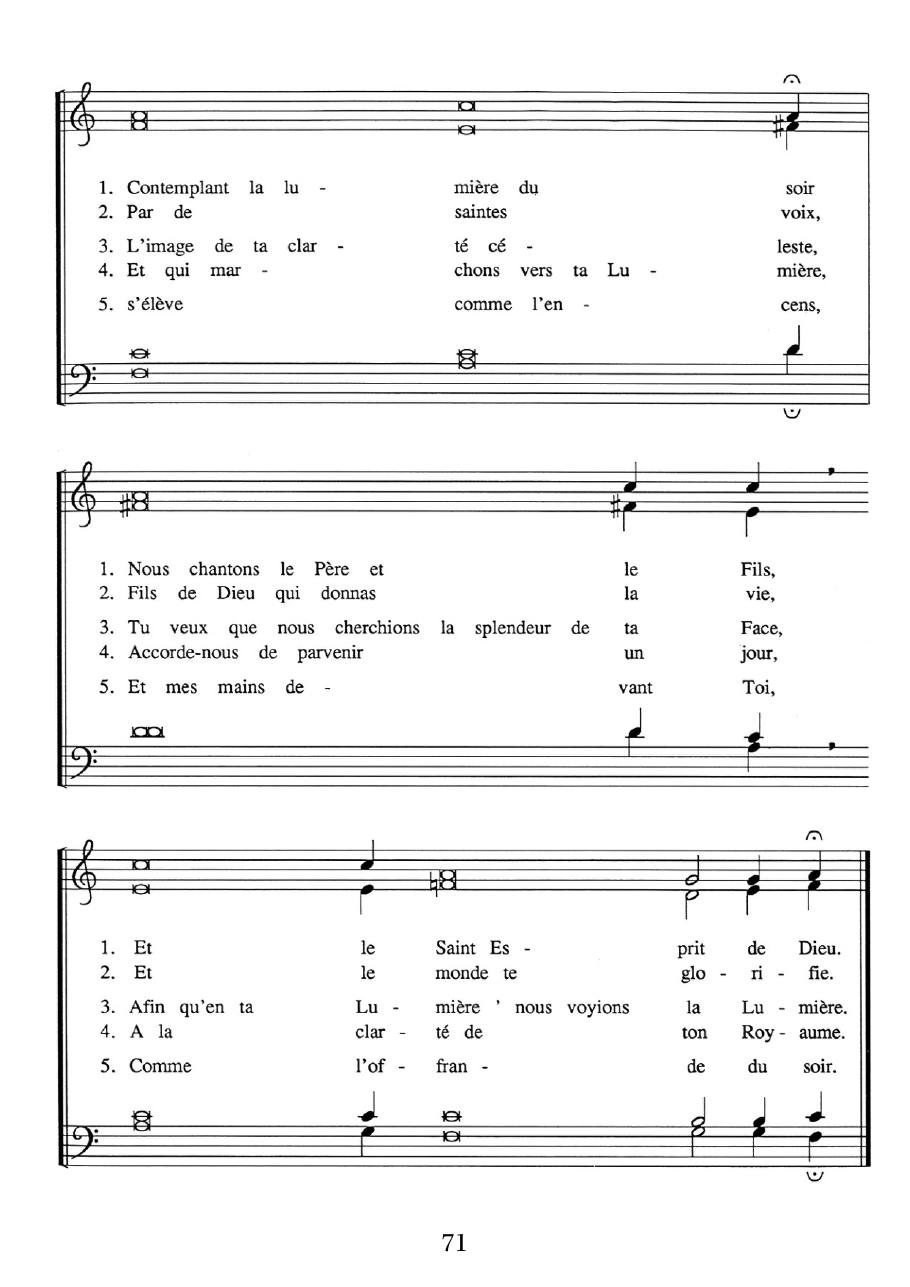 1. Contemplant la lu - mière du soir
2. Par de saintes voix,
3. L'image de ta clar - té cé - leste,
4. Et qui mar - chons vers ta Lu - mière,
5. s'élève comme l'en - cens,
1. Nous chantons le Père et le Fils,
2. Fils de Dieu qui donnas la vie,
3. Tu veux que nous cherchions la splendeur de ta Face,
4. Accorde-nous de parvenir un jour,
5. Et mes mains de - vant Toi,
1. Et le Saint Es - prit de Dieu.
2. Et le monde te glo - ri - fie.
3. Afin qu'en ta Lu - mière ' nous voyions la Lu - mière.
4. A la clar - té de ton Roy - aume.
5. Comme l'of - fran - de du soir.
71